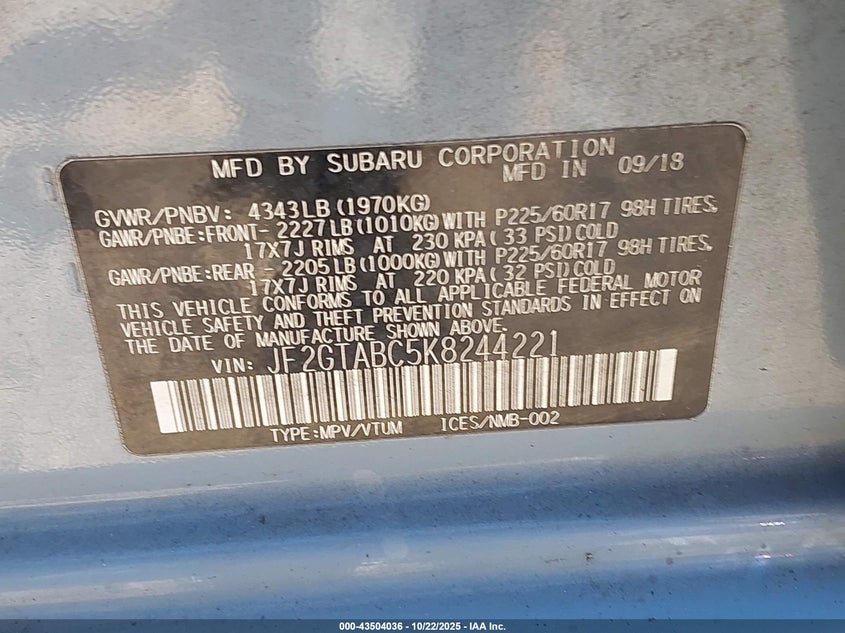 MFD BY SUBARU CORPORATION
MFD IN 09/18
GVWR/PNBV: 4343LB(1970KG)
GAWR/PNBE:FRONT-2227LB(1010KG)WITH P225/60R17 98H TIRES,
17X7J RIMS AT 230 KPA(33 PSI)COLD
GAWR/PNBE:REAR -2205LB(1000KG)WITH P225/60R17 98H TIRES,
17X7J RIMS AT 220 KPA(32 PSI)COLD
THIS VEHICLE CONFORMS TO ALL APPLICABLE FEDERAL MOTOR
VEHICLE SAFETY AND THEFT PREVENTION STANDARDS IN EFFECT ON
THE DATE OF MANUFACTURE SHOWN ABOVE.
VIN: JF2GTABC5K8244221
TYPE:MPV/VTUM ICES/NMB-002
000-43504036 - 10/22/2025 - IAA Inc.